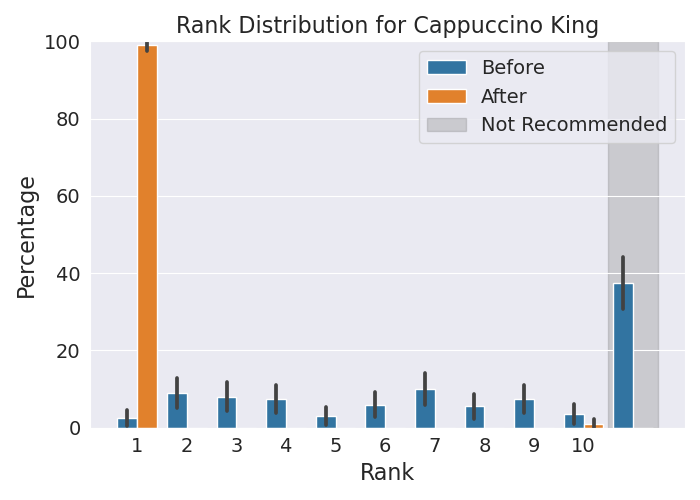 Rank Distribution for Cappuccino King
100
80
60
40
20
0
Percentage
Before
After
Not Recommended
1 2 3 4 5 6 7 8 9 10
Rank